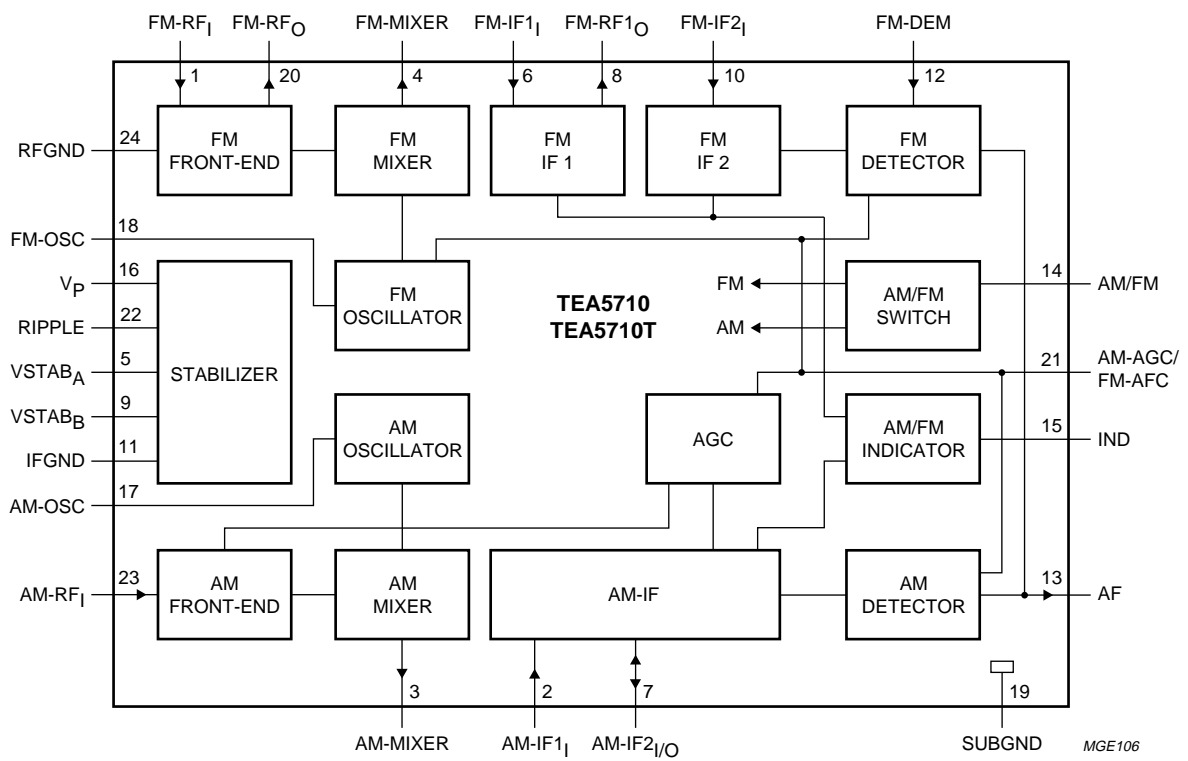 FM-RFI FM-RFO FM-MIXER FM-IF1I FM-RF1O FM-IF2I FM-DEM
1 20 4 6 8 10 12
RFGND 24
FM
FRONT-END
FM
MIXER
FM
IF 1
FM
IF 2
FM
DETECTOR
FM-OSC 18
VP 16
RIPPLE 22
VSTABA 5
VSTABB 9
IFGND 11
AM-OSC 17
STABILIZER
FM
OSCILLATOR
TEA5710
TEA5710T
FM
AM
AM/FM
SWITCH
14 AM/FM
21 AM-AGC/
FM-AFC
AM
OSCILLATOR
AGC
AM/FM
INDICATOR
15 IND
AM-RFI 23
AM
FRONT-END
AM
MIXER
AM-IF
AM
DETECTOR
13 AF
3 2 7 19
AM-MIXER AM-IF1I AM-IF2I/O SUBGND MGE106